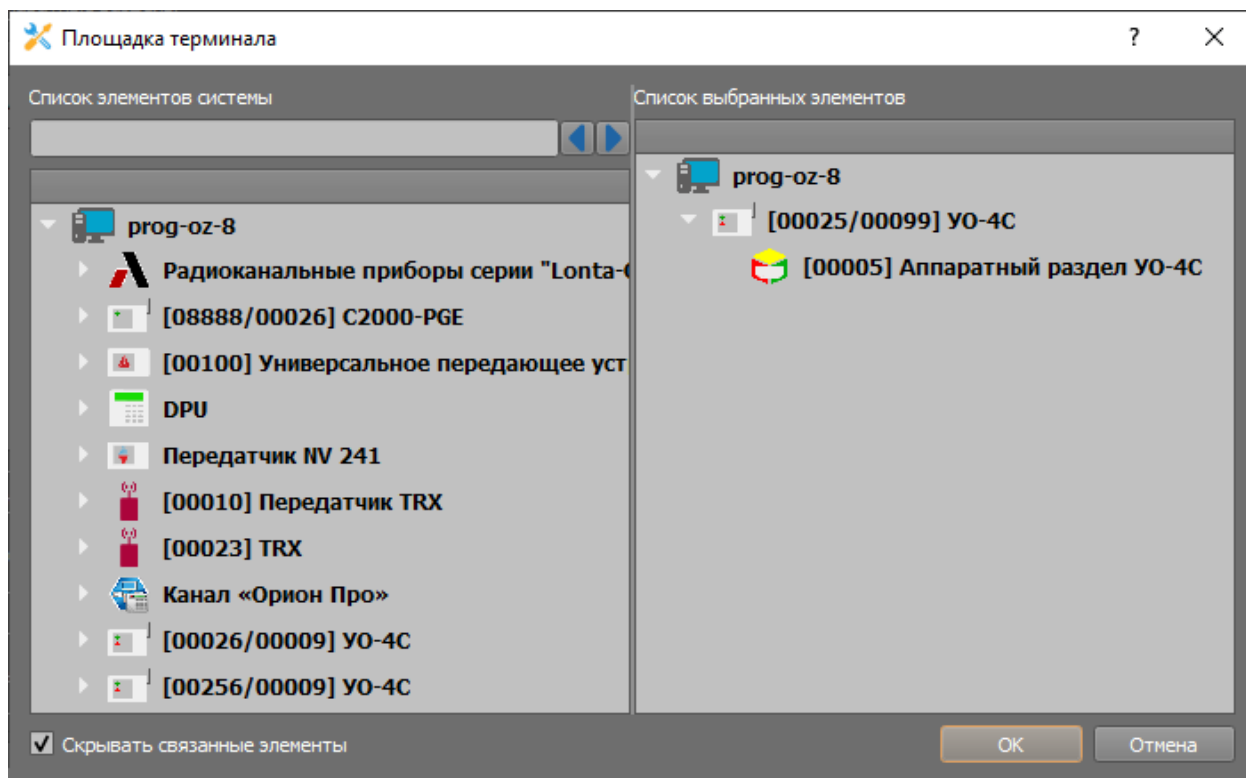 Площадка терминала
Список элементов системы
prog-oz-8
Радиоканальные приборы серии "Lonta-
[08888/00026] С2000-PGE
[00100] Универсальное передающее уст
DPU
Передатчик NV 241
[00010] Передатчик TRX
[00023] TRX
Канал «Орион Про»
[00026/00009] УО-4С
[00256/00009] УО-4С
Список выбранных элементов
prog-oz-8
[00025/00099] УО-4С
[00005] Аппаратный раздел УО-4С
Скрывать связанные элементы
OK
Отмена